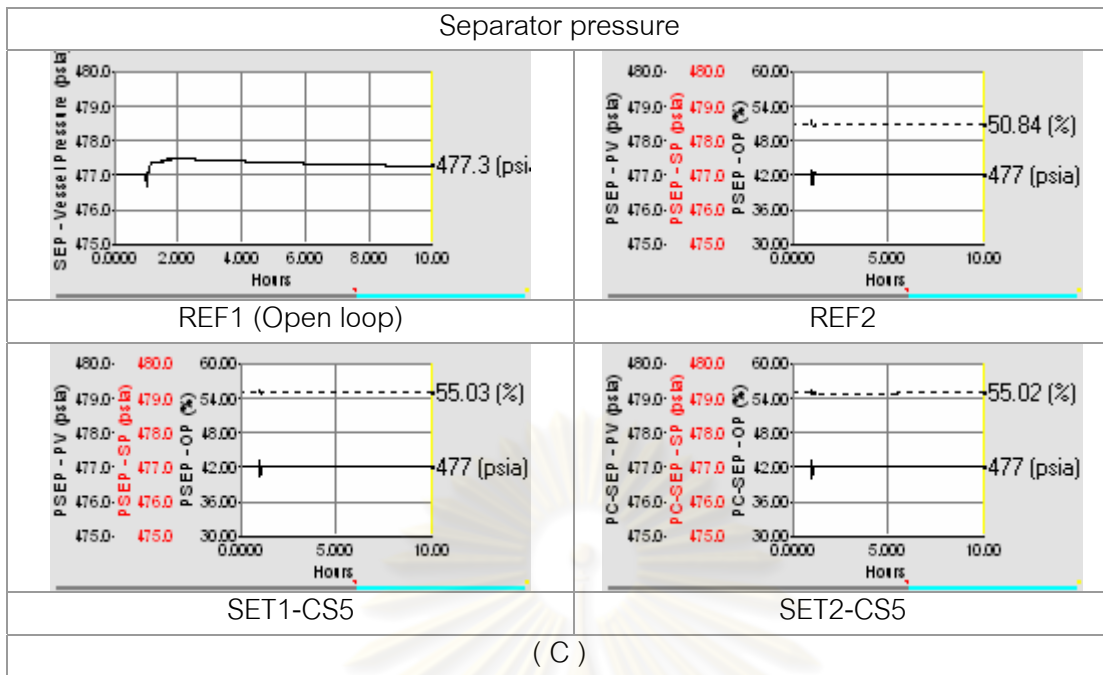 Separator pressure
SEP - Vessel Pressure (psia)
480.0
479.0
478.0
477.0
476.0
475.0
0.0000 2.000 4.000 6.000 8.000 10.00
Hours
477.3 (psi
REF1 (Open loop)
PSEP - PV (psia)
PSEP - SP (psia)
PSEP - OP (%)
480.0 480.0 60.00
479.0 479.0 54.00
478.0 478.0 48.00
477.0 477.0 42.00
476.0 476.0 36.00
475.0 475.0 30.00
0.0000 5.000 10.00
Hours
50.84 (%)
477 (psia)
REF2
PSEP - PV (psia)
PSEP - SP (psia)
PSEP - OP (%)
480.0 480.0 60.00
479.0 479.0 54.00
478.0 478.0 48.00
477.0 477.0 42.00
476.0 476.0 36.00
475.0 475.0 30.00
0.0000 5.000 10.00
Hours
55.03 (%)
477 (psia)
SET1-CS5
PC-SEP - PV (psia)
PC-SEP - SP (psia)
PC-SEP - OP (%)
480.0 480.0 60.00
479.0 479.0 54.00
478.0 478.0 48.00
477.0 477.0 42.00
476.0 476.0 36.00
475.0 475.0 30.00
0.0000 5.000 10.00
Hours
55.02 (%)
477 (psia)
SET2-CS5
( C )